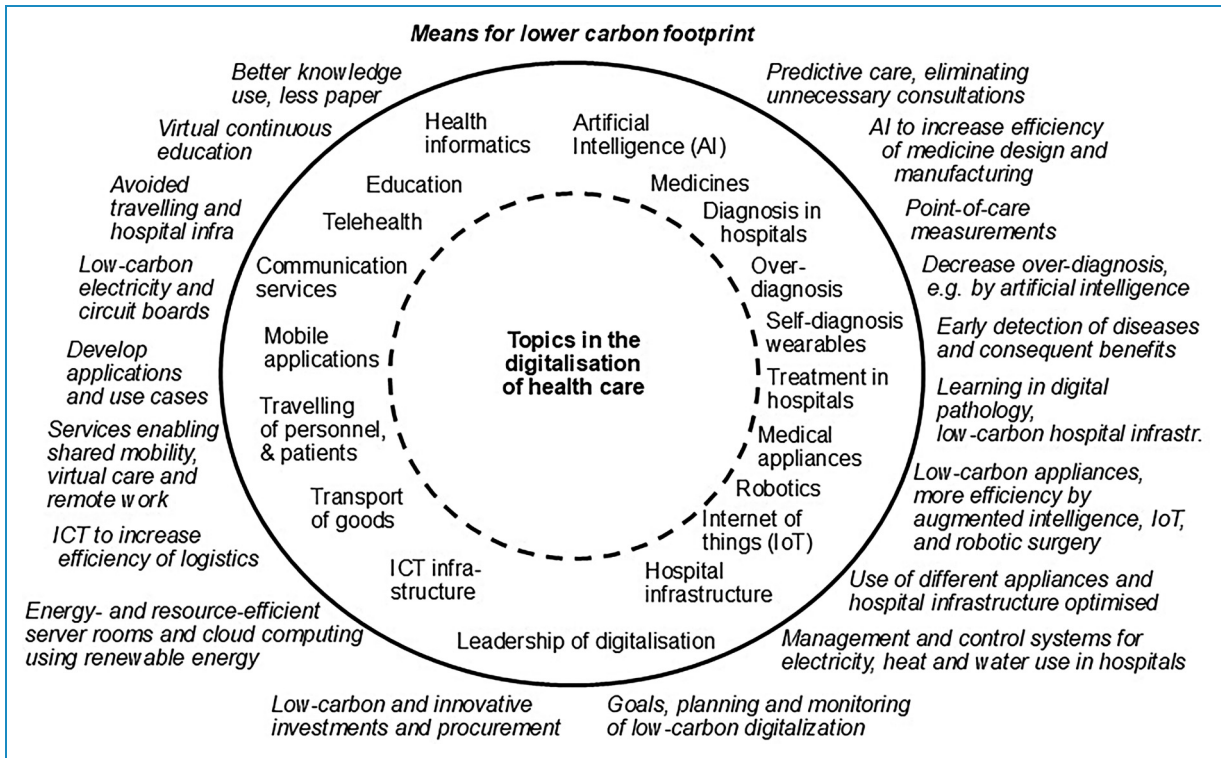 Means for lower carbon footprint
Better knowledge
use, less paper
Virtual continuous
education
Avoided
travelling and
hospital infra
Low-carbon
electricity and
circuit boards
Develop
applications
and use cases
Services enabling
shared mobility,
virtual care and
remote work
ICT to increase
efficiency of logistics
Energy- and resource-efficient
server rooms and cloud computing
using renewable energy
Low-carbon and innovative
investments and procurement
Health
informatics
Education
Telehealth
Communication
services
Mobile
applications
Travelling
of personnel,
& patients
Transport
of goods
ICT infra-
structure
Leadership of digitalisation
Topics in the
digitalisation
of health care
Artificial
Intelligence (AI)
Medicines
Diagnosis in
hospitals
Over-
diagnosis
Self-diagnosis
wearables
Treatment in
hospitals
Medical
appliances
Robotics
Internet of
things (IoT)
Hospital
infrastructure
Predictive care, eliminating
unnecessary consultations
AI to increase efficiency
of medicine design and
manufacturing
Point-of-care
measurements
Decrease over-diagnosis,
e.g. by artificial intelligence
Early detection of diseases
and consequent benefits
Learning in digital
pathology,
low-carbon hospital infrastr.
Low-carbon appliances,
more efficiency by
augmented intelligence, IoT,
and robotic surgery
Use of different appliances and
hospital infrastructure optimised
Management and control systems for
electricity, heat and water use in hospitals
Goals, planning and monitoring
of low-carbon digitalization